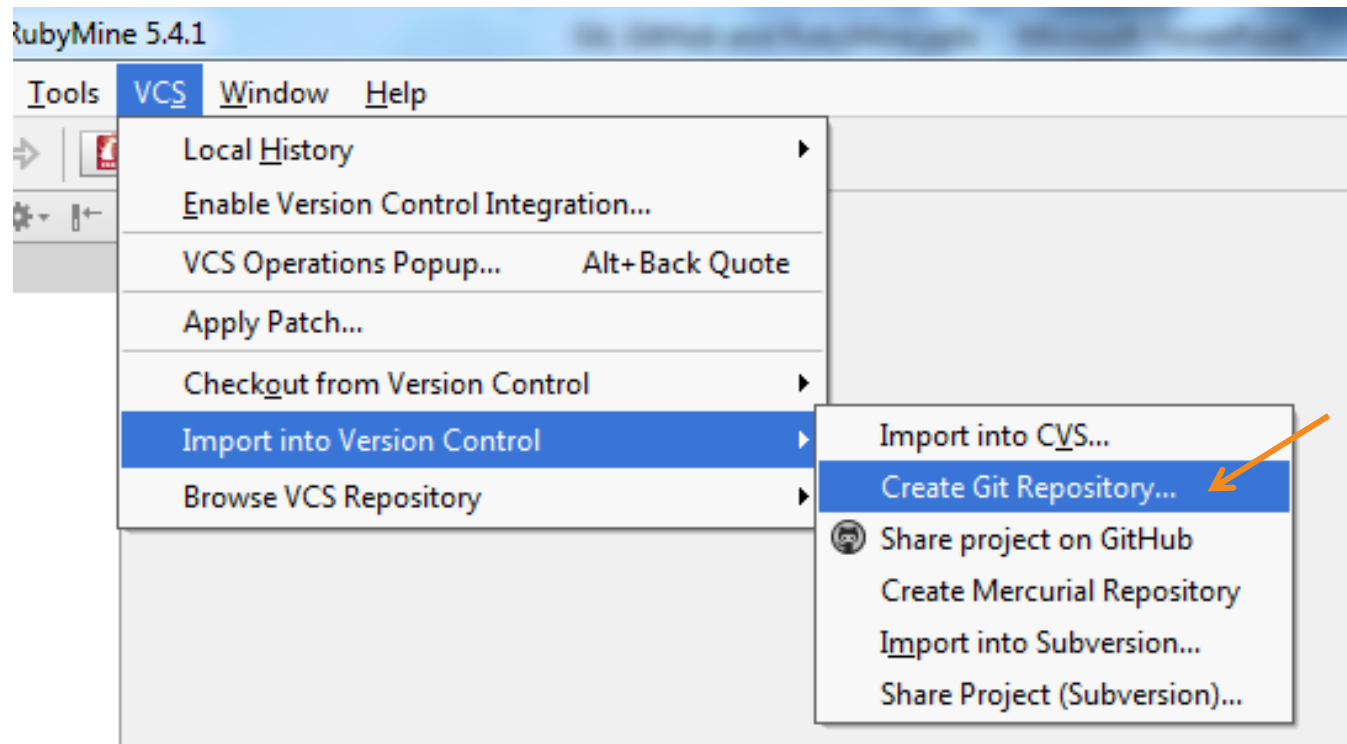 RubyMine 5.4.1
Tools VCS Window Help
Local History
Enable Version Control Integration...
VCS Operations Popup... Alt+Back Quote
Apply Patch...
Checkout from Version Control
Import into Version Control
Browse VCS Repository
Import into CVS...
Create Git Repository...
Share project on GitHub
Create Mercurial Repository
Import into Subversion...
Share Project (Subversion)...